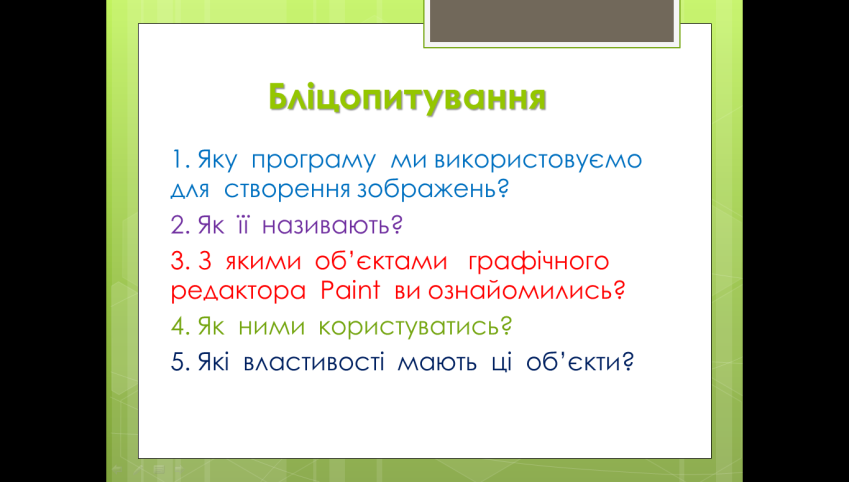 Бліцопитування
1. Яку програму ми використовуємо
для створення зображень?
2. Як її називають?
3. З якими об’єктами графічного
редактора Paint ви ознайомились?
4. Як ними користуватись?
5. Які властивості мають ці об’єкти?